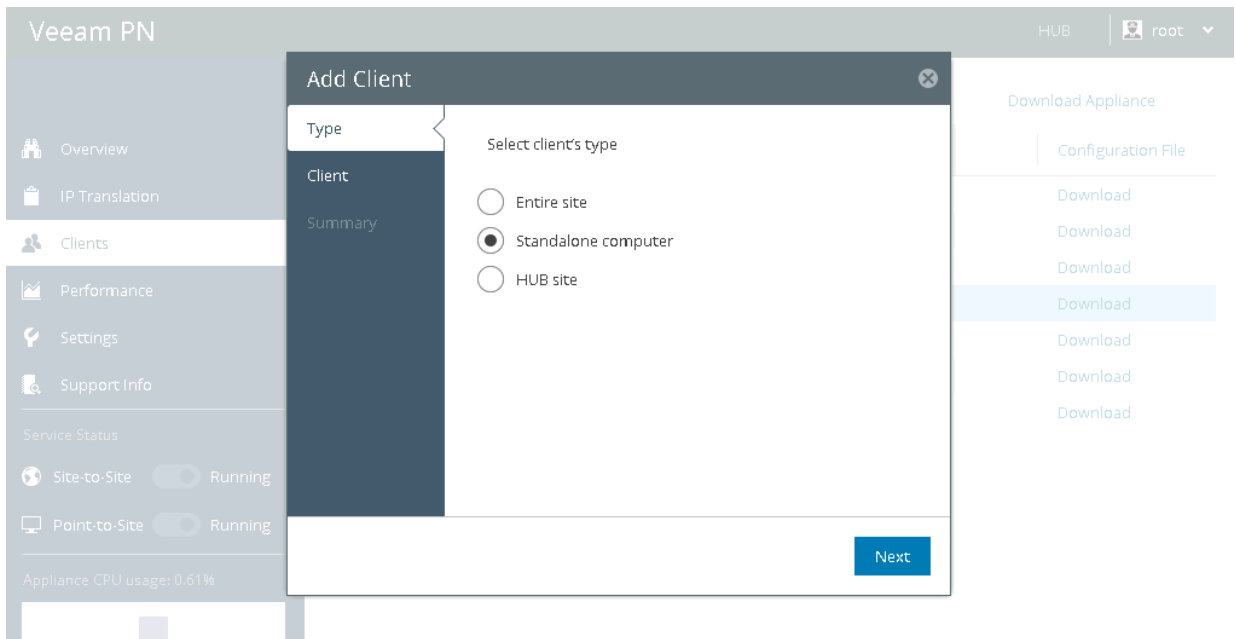 Veeam PN
HUB
root
Add Client
Type
Client
Summary
Select client's type
Entire site
Standalone computer
HUB site
Next
Overview
IP Translation
Clients
Performance
Settings
Support Info
Service Status
Site-to-Site Running
Point-to-Site Running
Appliance CPU usage: 0.61%
Download Appliance
Configuration File
Download
Download
Download
Download
Download
Download
Download